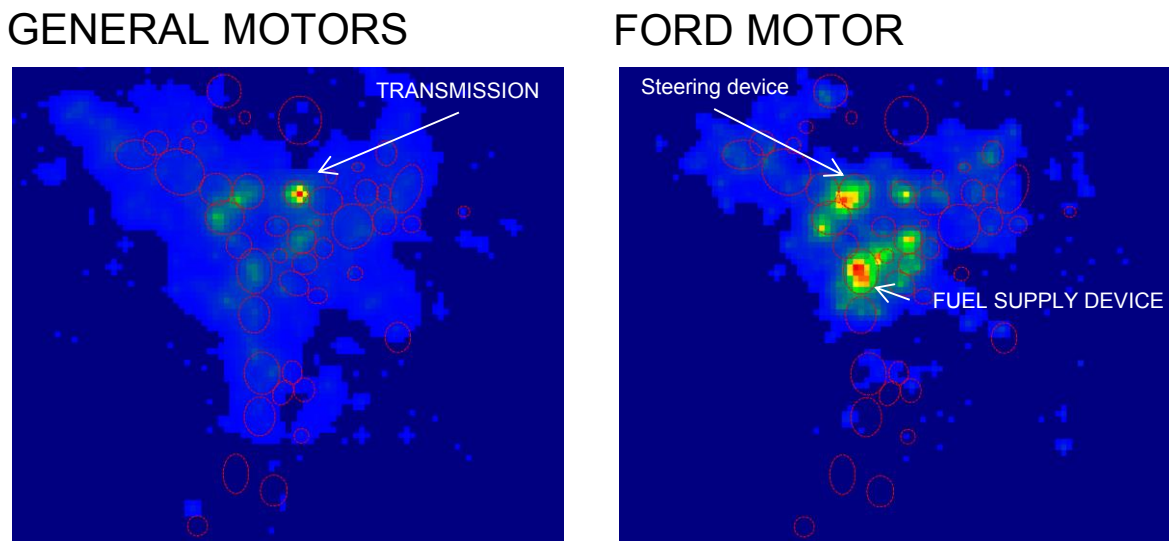 GENERAL MOTORS
FORD MOTOR
TRANSMISSION
Steering device
FUEL SUPPLY DEVICE